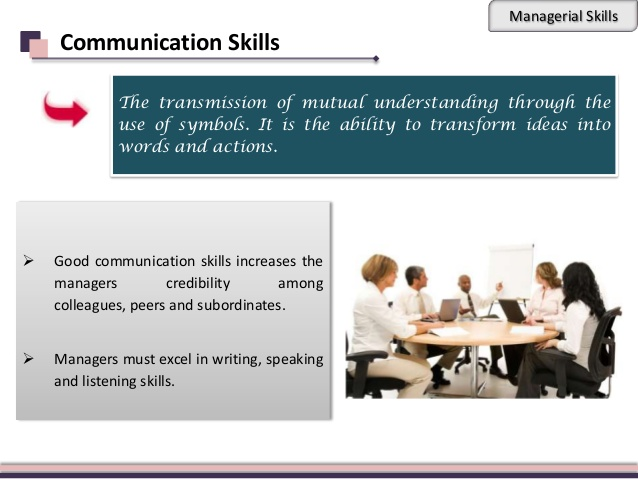 Managerial Skills
Communication Skills
The transmission of mutual understanding through the
use of symbols. It is the ability to transform ideas into
words and actions.
➢ Good communication skills increases the
managers credibility among
colleagues, peers and subordinates.
➢ Managers must excel in writing, speaking
and listening skills.